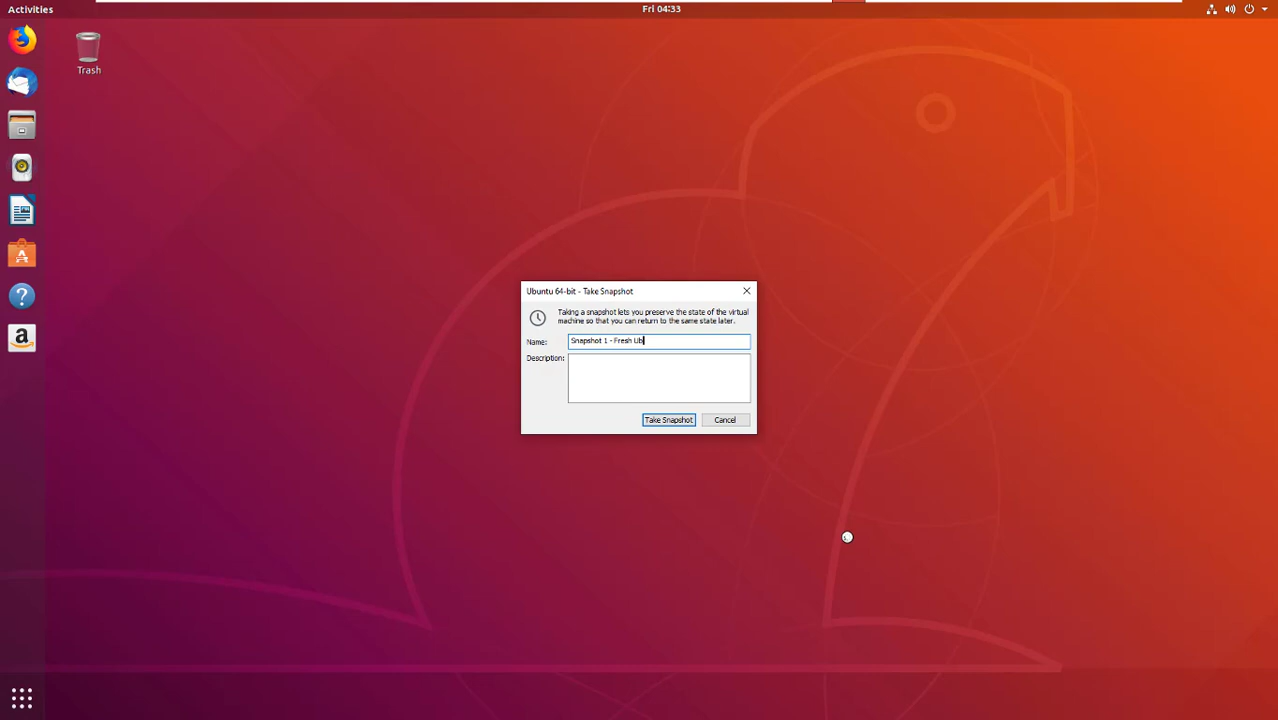 Activities
Fri 04:33
Trash
Ubuntu 64-bit - Take Snapshot
Taking a snapshot lets you preserve the state of the virtual
machine so that you can return to the same state later.
Name:
Snapshot 1 - Fresh Ub
Description:
Take Snapshot
Cancel